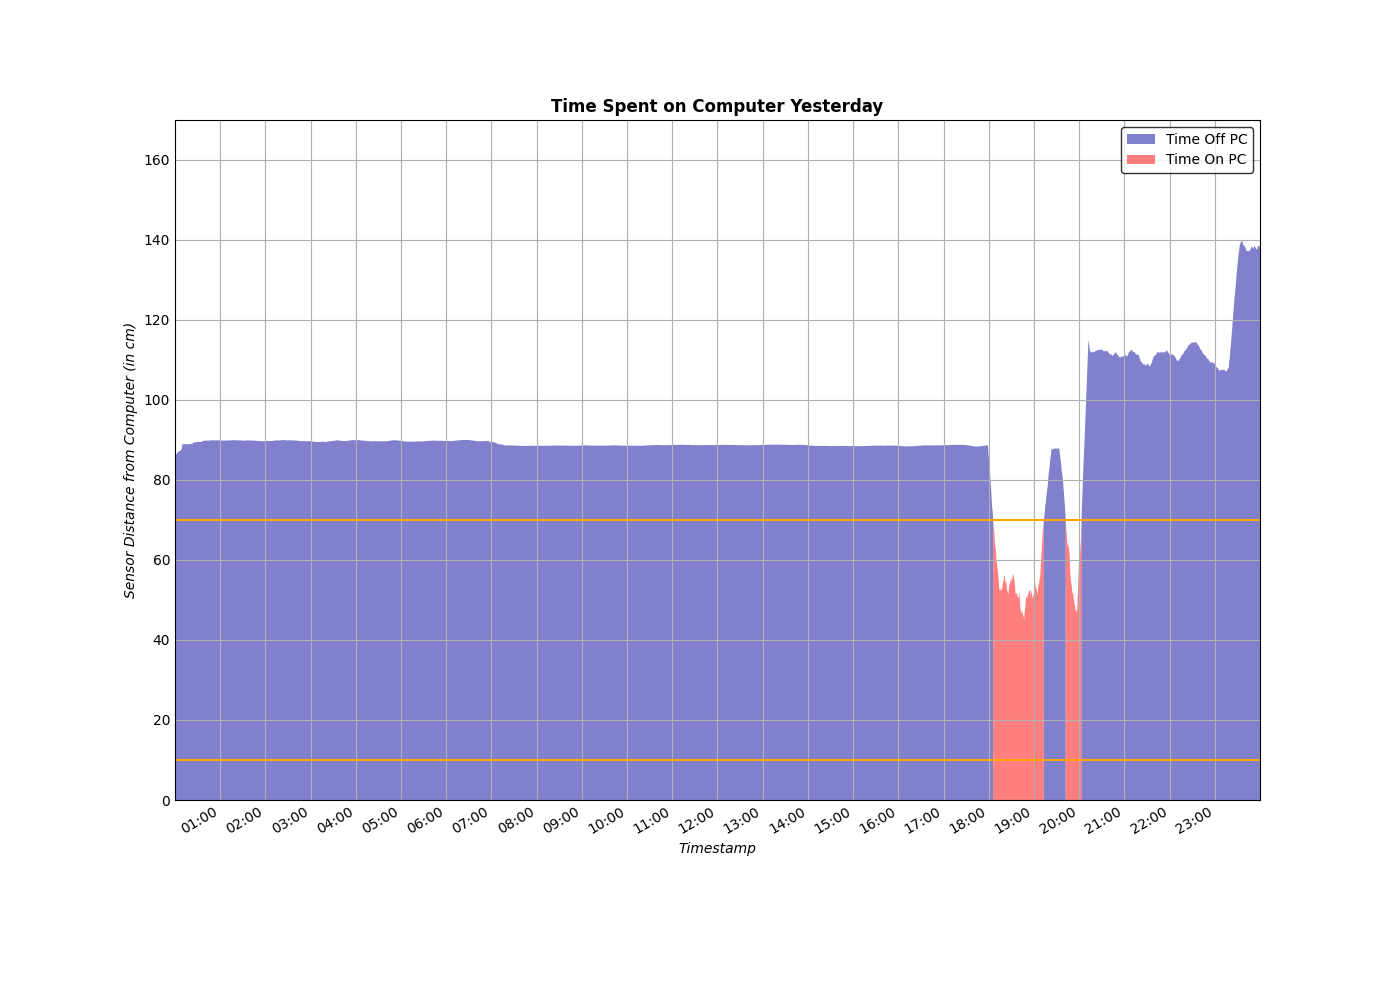 Time Spent on Computer Yesterday
Time Off PC
Time On PC
160
140
120
100
80
60
40
20
0
Sensor Distance from Computer (in cm)
01:00 02:00 03:00 04:00 05:00 06:00 07:00 08:00 09:00 10:00 11:00 12:00 13:00 14:00 15:00 16:00 17:00 18:00 19:00 20:00 21:00 22:00 23:00
Timestamp